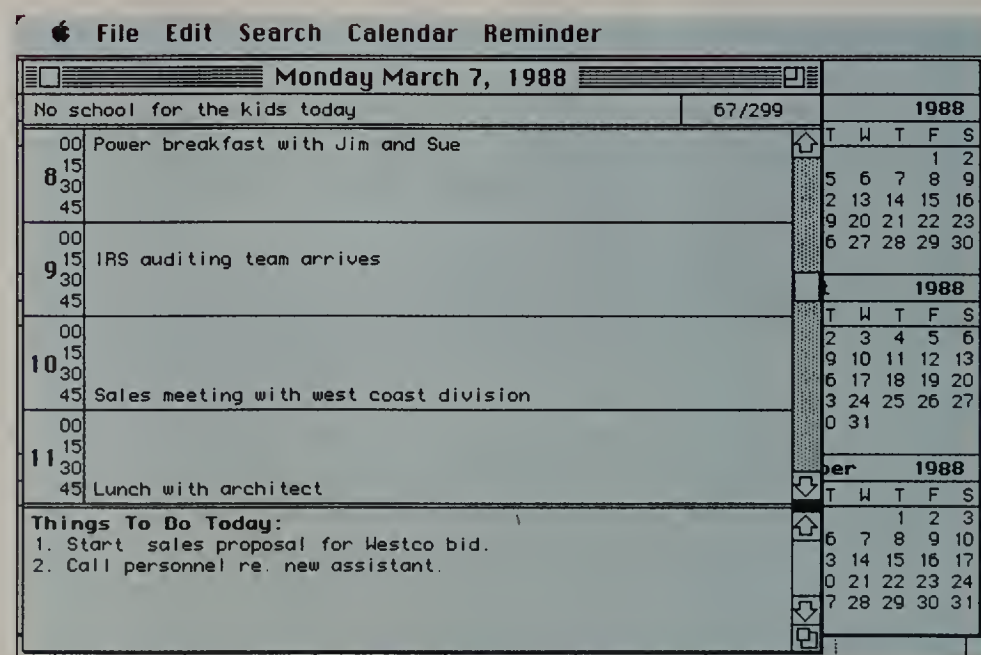 File Edit Search Calendar Reminder
Monday March 7, 1988
No school for the kids today 67/299
00 Power breakfast with Jim and Sue
8 15
30
45
00
9 15 IRS auditing team arrives
30
45
00
10 15
30
45 Sales meeting with west coast division
00
11 15
30
45 Lunch with architect
Things To Do Today:
1. Start sales proposal for Westco bid.
2. Call personnel re. new assistant.
1988
T W T F S
1 2
5 6 7 8 9
2 13 14 15 16
9 20 21 22 23
6 27 28 29 30
t 1988
T W T F S
2 3 4 5 6
9 10 11 12 13
6 17 18 19 20
3 24 25 26 27
0 31
ber 1988
T W T F S
1 2 3
6 7 8 9 10
3 14 15 16 17
0 21 22 23 24
7 28 29 30 31